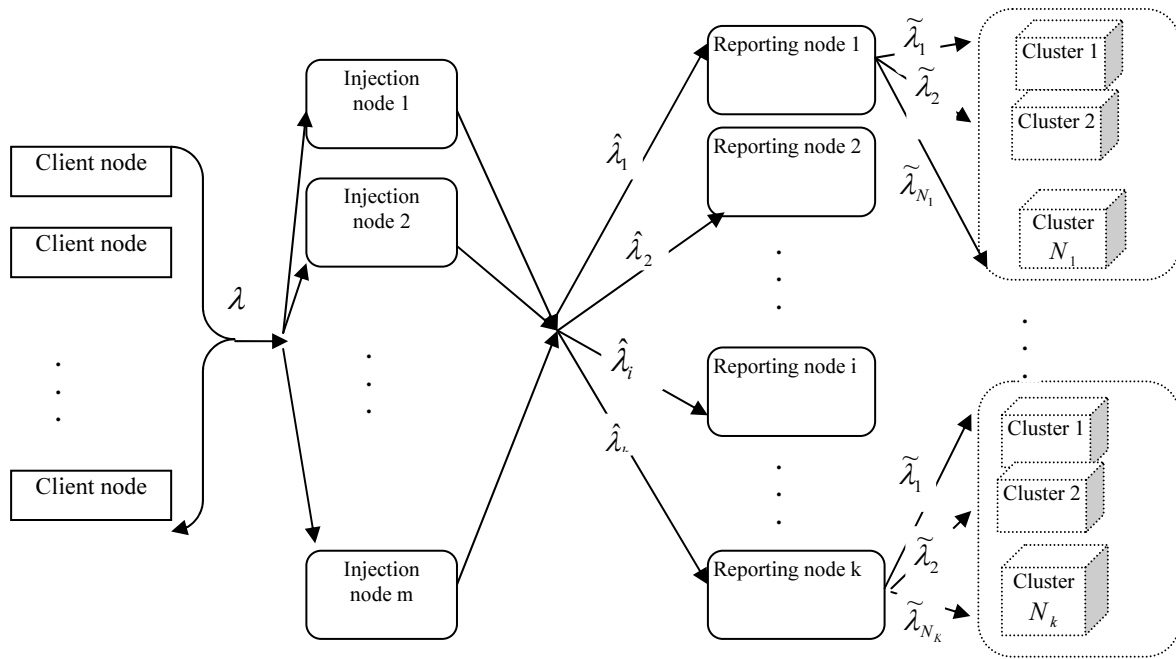 Client node
Client node
.
.
.
Client node
λ
Injection
node 1
Injection
node 2
.
.
.
Injection
node m
λ̂₁
λ̂₂
λ̂ᵢ
Reporting node 1
Reporting node 2
.
.
.
Reporting node i
.
.
.
Reporting node k
λ̃₁
λ̃₂
λ̃_{N₁}
Cluster 1
Cluster 2
Cluster
N₁
.
.
.
λ̃₁
λ̃₂
λ̃_{N_K}
Cluster 1
Cluster 2
Cluster
N_k